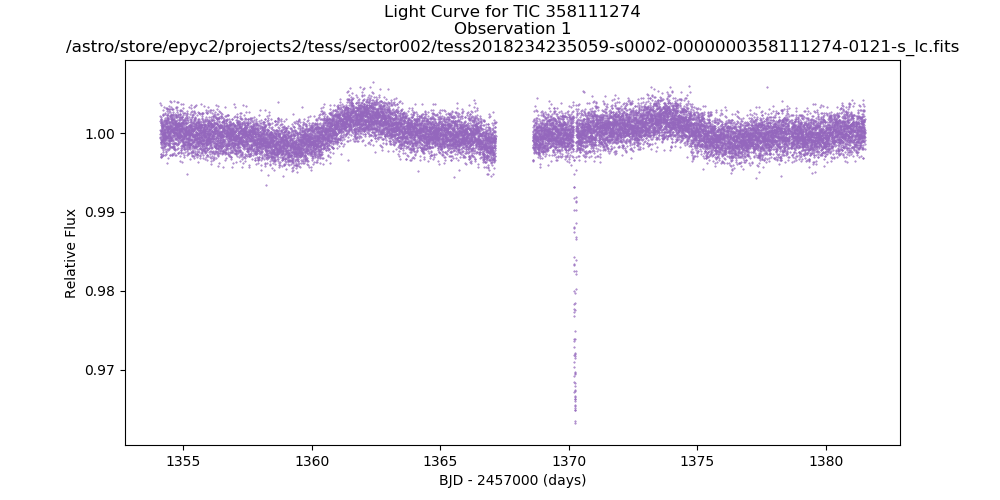 Light Curve for TIC 358111274
Observation 1
/astro/store/epyc2/projects2/tess/sector002/tess2018234235059-s0002-0000000358111274-0121-s_lc.fits
1.00
0.99
0.98
0.97
Relative Flux
1355 1360 1365 1370 1375 1380
BJD - 2457000 (days)